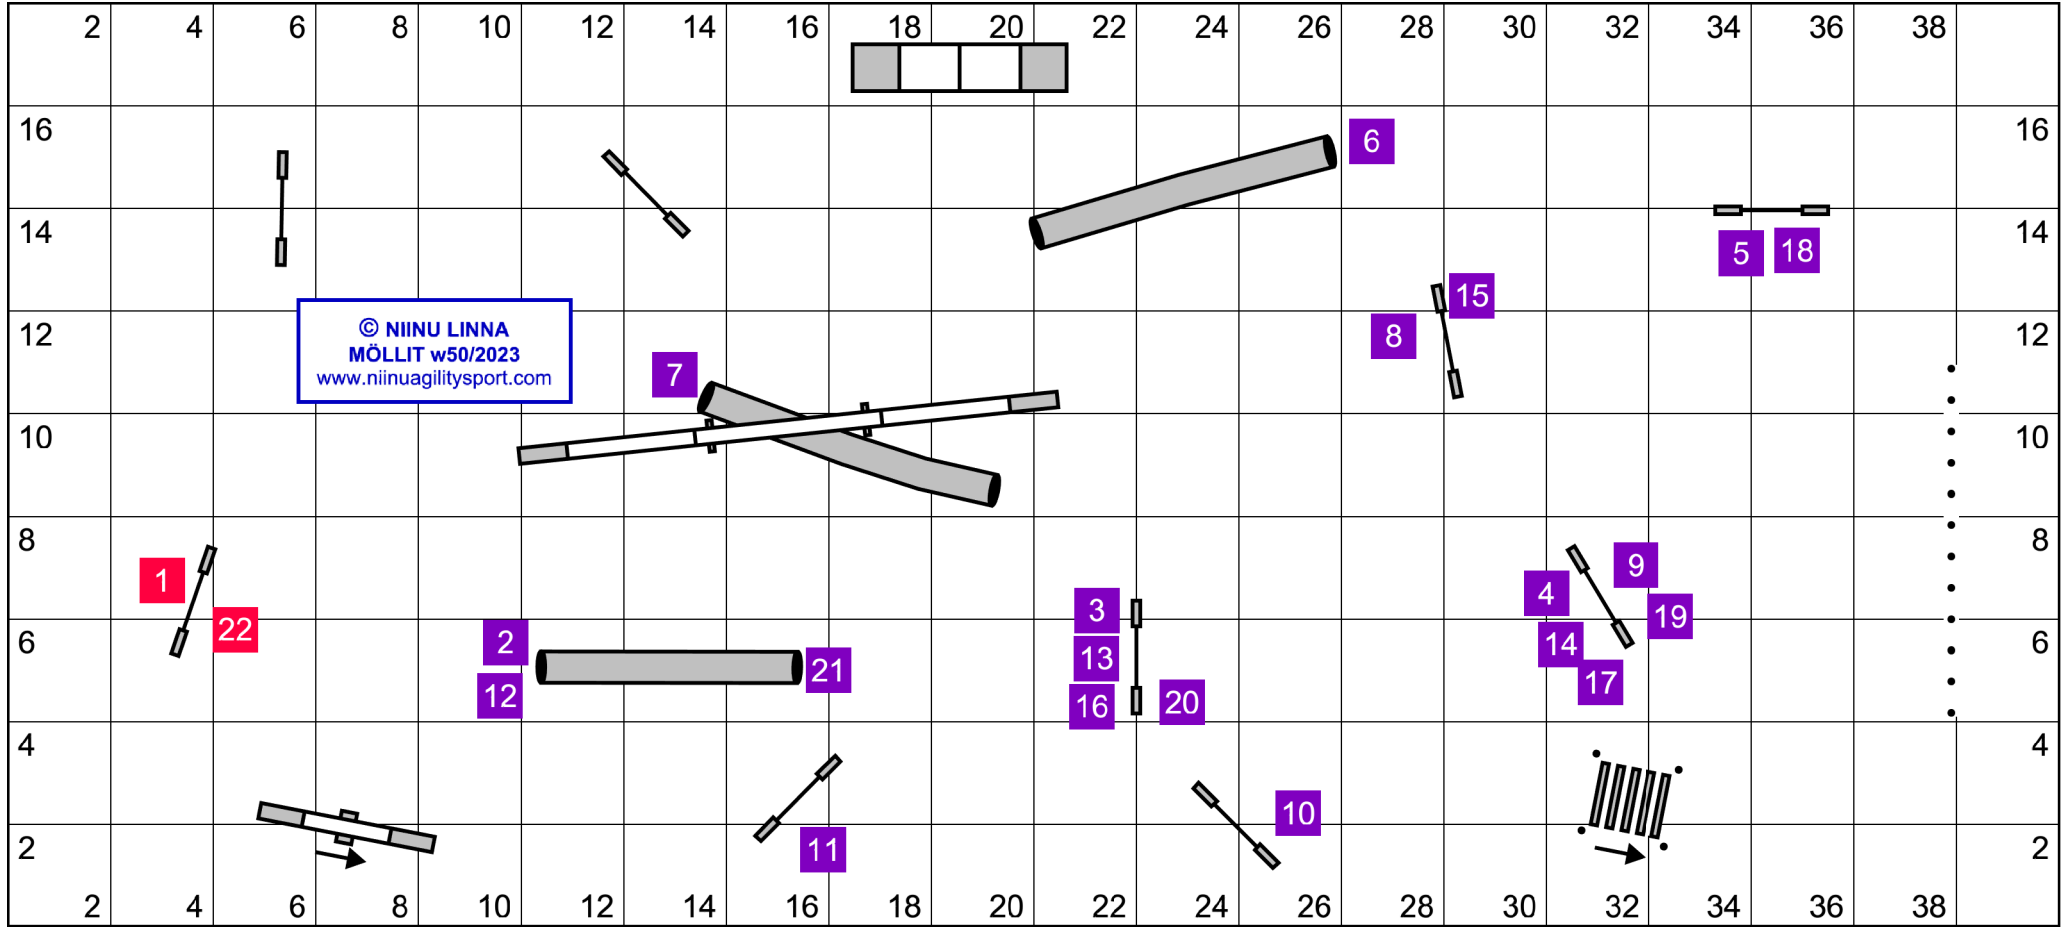 2 4 6 8 10 12 14 16 18 20 22 24 26 28 30 32 34 36 38
16 6 16
14 5 18 14
15
© NIINU LINNA
MÖLLIT w50/2023
www.niinuagilitysport.com
12 8 12
7
10 10
8 8
1 9
4
22 3 19
6 2 13 14 6
12 21 16 20 17
4 4
10
2 11 2
2 4 6 8 10 12 14 16 18 20 22 24 26 28 30 32 34 36 38